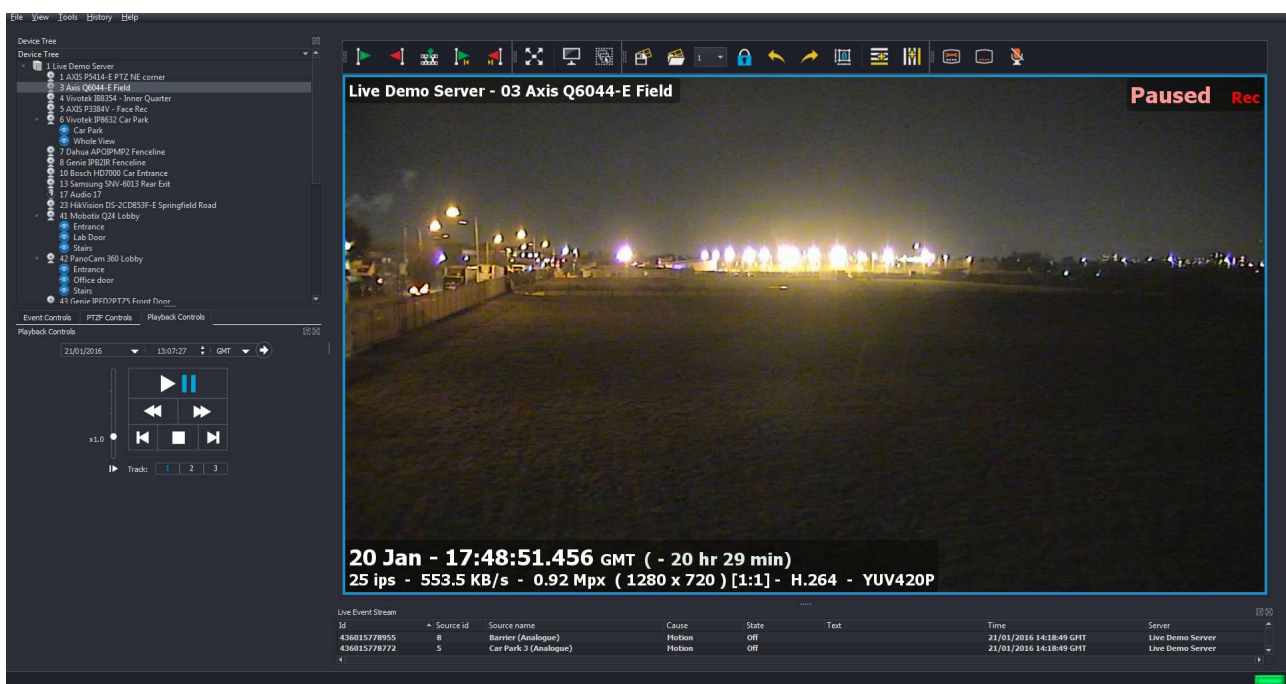 File View Tools History Help
Device Tree
Device Tree
1 Live Demo Server
1 AXIS P5414-E PTZ NE corner
3 Axis Q6044-E Field
4 Vivotek IB8354 - Inner Quarter
5 AXIS P3384V - Face Rec
6 Vivotek IP8632 Car Park
Car Park
Whole View
7 Dahua APOIPMP2 Fenceline
8 Genie IPB2IR Fenceline
10 Bosch HD7000 Car Entrance
13 Samsung SNV-6013 Rear Exit
17 Audio 17
23 HikVision DS-2CD853F-E Springfield Road
41 Mobotix Q24 Lobby
Entrance
Lab Door
Stairs
42 PanoCam 360 Lobby
Entrance
Office door
Stairs
43 Genie IPFD2PTZ5 Front Door
Event Controls PTZF Controls Playback Controls
Playback Controls
21/01/2016 13:07:27 GMT
x1.0
Track: 1 2 3
1
Live Demo Server - 03 Axis Q6044-E Field
Paused Rec
20 Jan - 17:48:51.456 GMT ( - 20 hr 29 min)
25 ips - 553.5 KB/s - 0.92 Mpx ( 1280 x 720 ) [1:1] - H.264 - YUV420P
Live Event Stream
Id Source id Source name Cause State Text Time Server
436015778955 8 Barrier (Analogue) Motion Off 21/01/2016 14:18:49 GMT Live Demo Server
436015778772 5 Car Park 3 (Analogue) Motion Off 21/01/2016 14:18:49 GMT Live Demo Server